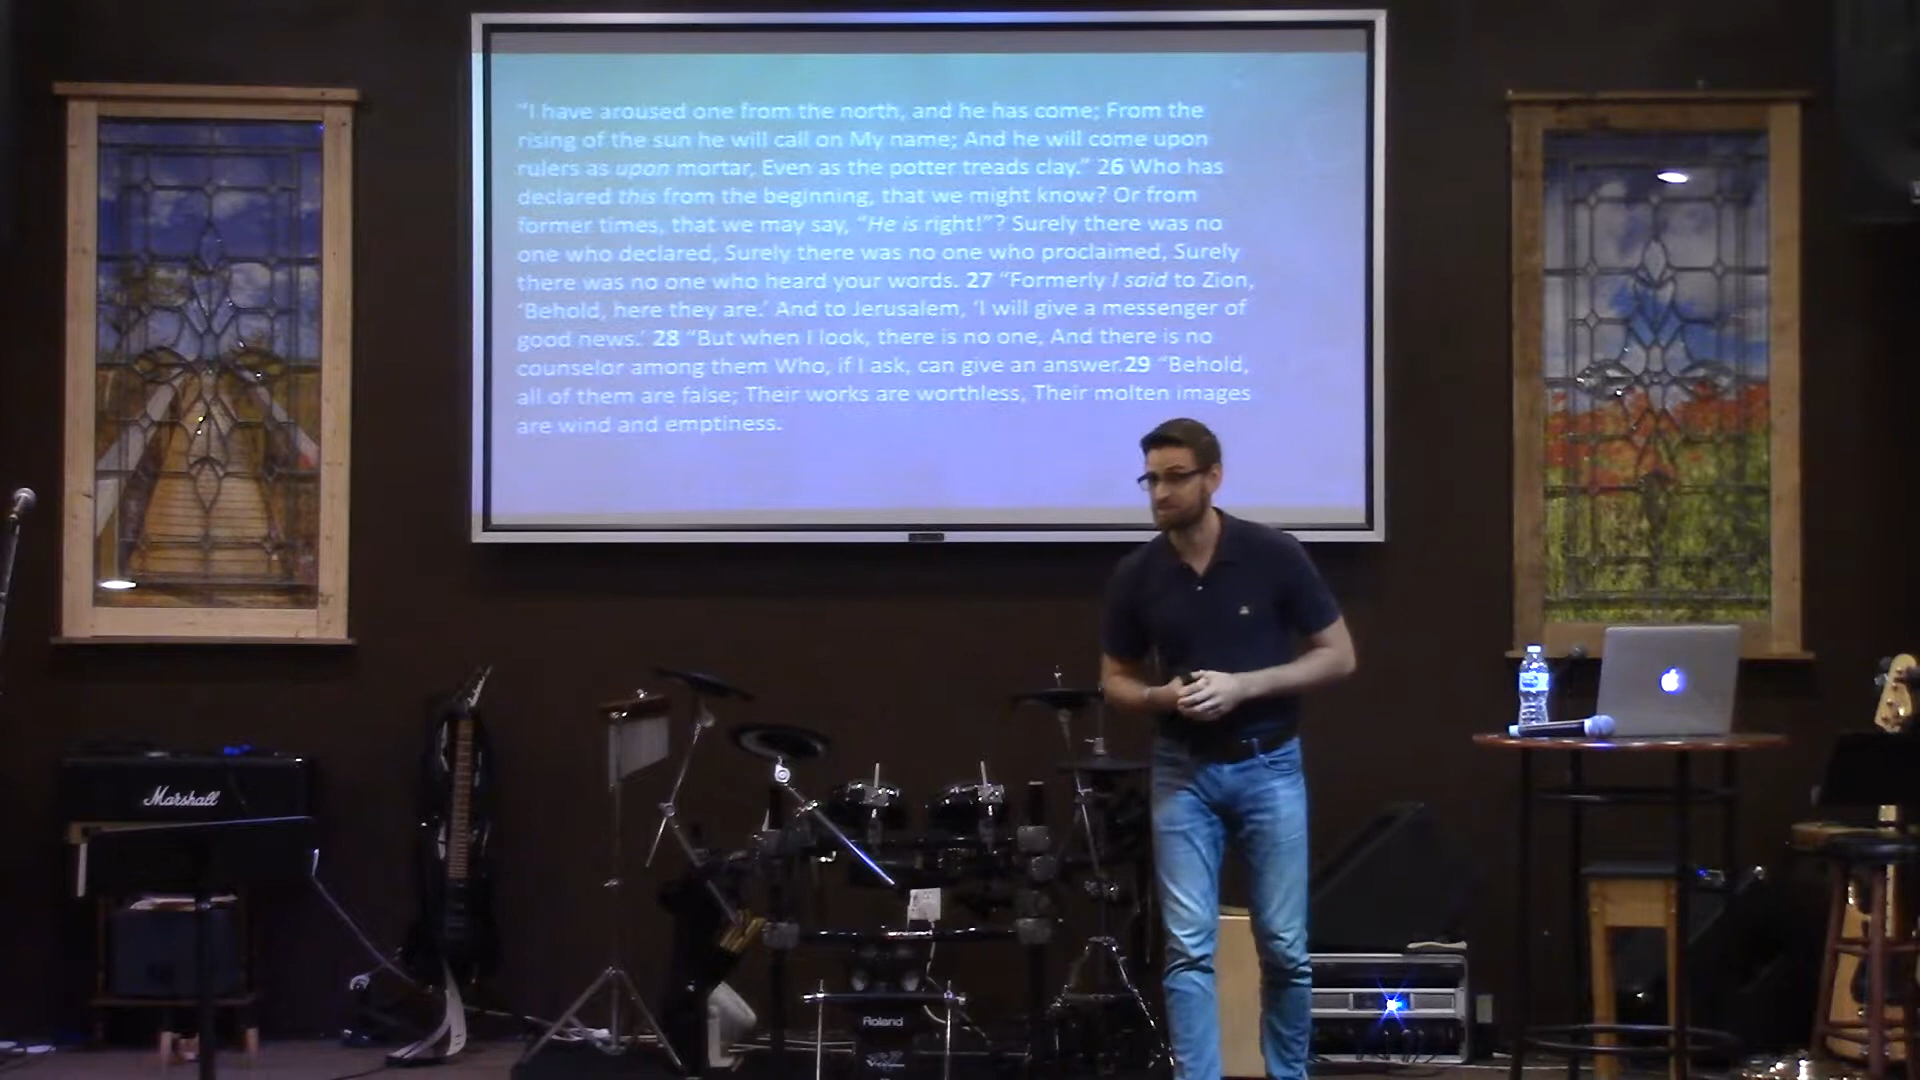 “I have aroused one from the north, and he has come; From the
rising of the sun he will call on My name; And he will come upon
rulers as upon mortar, Even as the potter treads clay.” 26 Who has
declared this from the beginning, that we might know? Or from
former times, that we may say, “He is right!”? Surely there was no
one who declared, Surely there was no one who proclaimed, Surely
there was no one who heard your words. 27 “Formerly I said to Zion,
‘Behold, here they are.’ And to Jerusalem, ‘I will give a messenger of
good news.’ 28 “But when I look, there is no one, And there is no
counselor among them Who, if I ask, can give an answer.29 “Behold,
all of them are false; Their works are worthless, Their molten images
are wind and emptiness.
Marshall
Roland